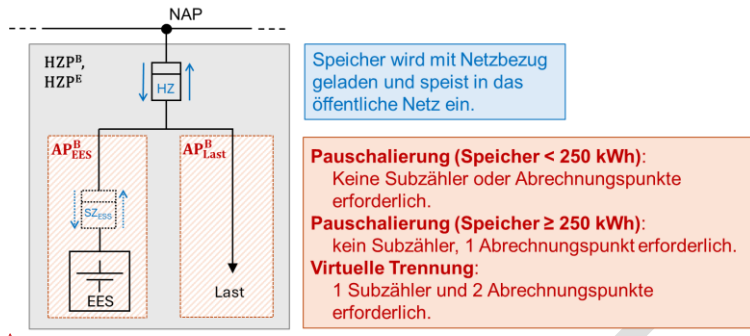 NAP
HZPᴮ,
HZPᴱ
HZ
Speicher wird mit Netzbezug
geladen und speist in das
öffentliche Netz ein.
AP^B_EES
AP^B_Last
SZ_ESS
EES
Last
Pauschalierung (Speicher < 250 kWh):
Keine Subzähler oder Abrechnungspunkte
erforderlich.
Pauschalierung (Speicher ≥ 250 kWh):
kein Subzähler, 1 Abrechnungspunkt erforderlich.
Virtuelle Trennung:
1 Subzähler und 2 Abrechnungspunkte
erforderlich.